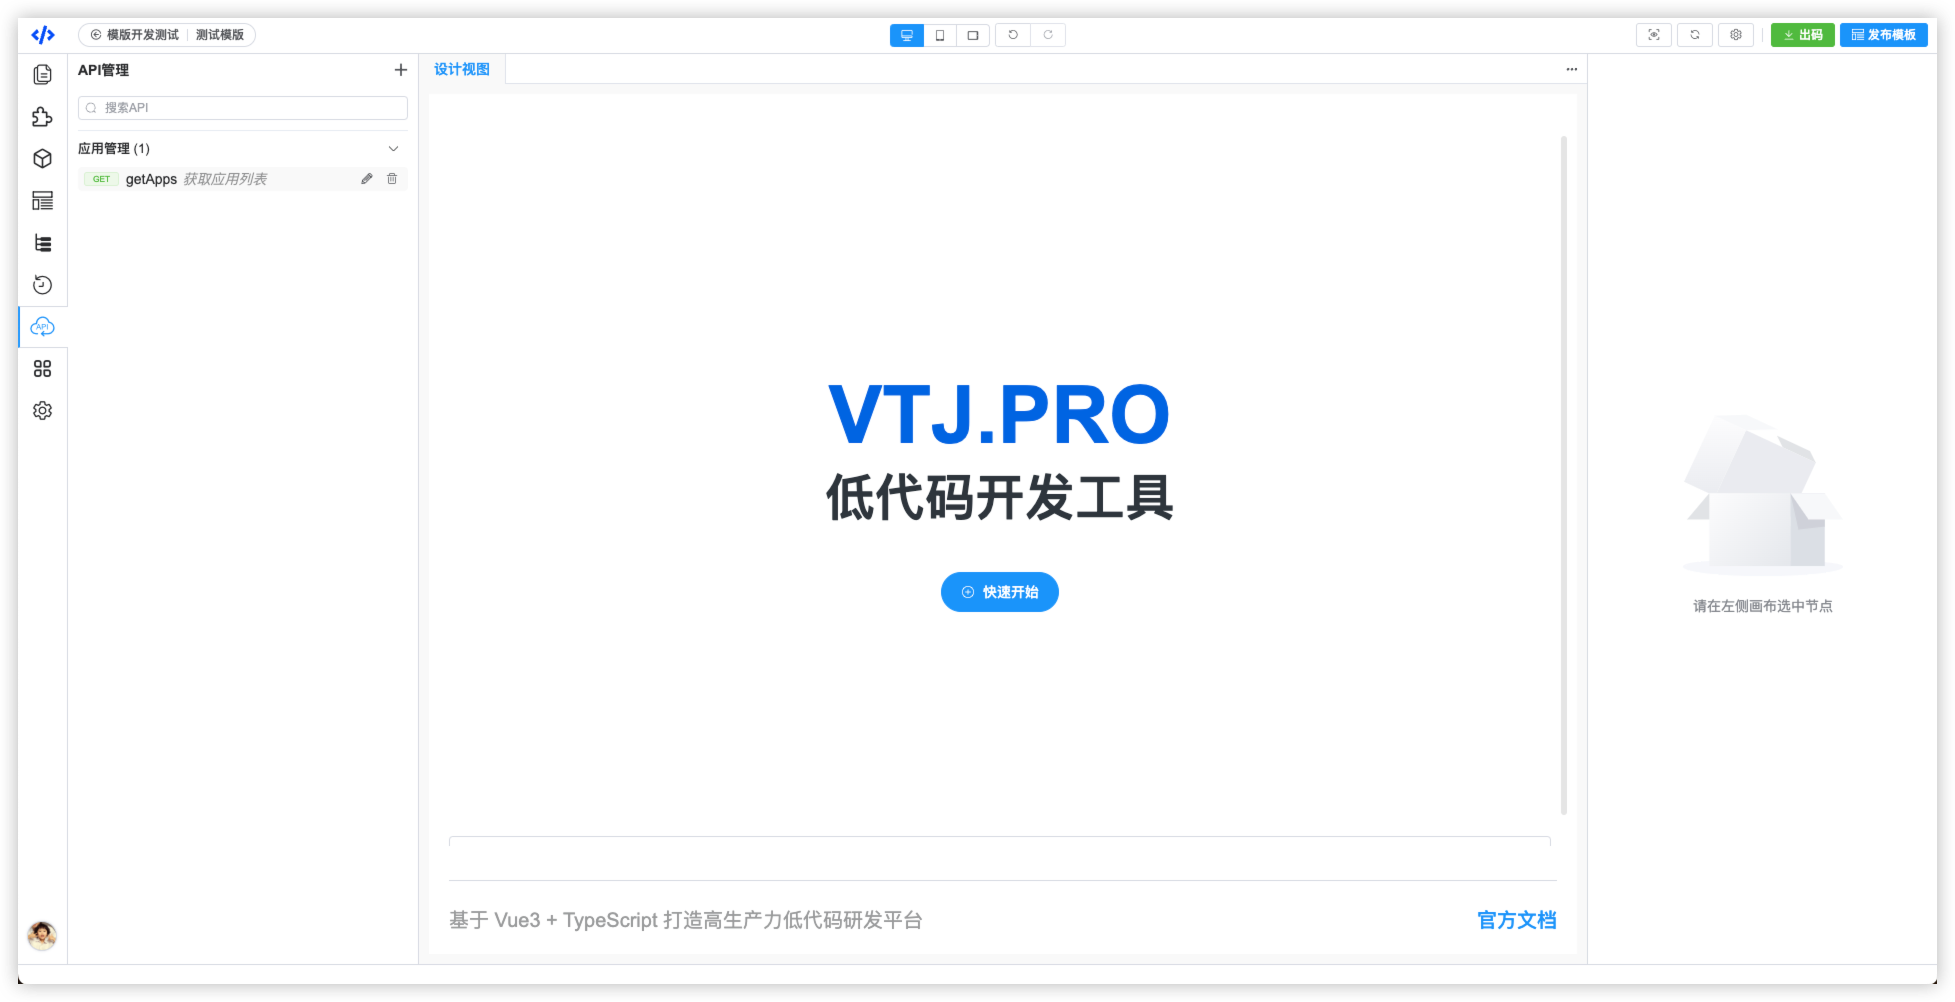 模版开发测试 测试模版
出码 发布模板
API管理
搜索API
应用管理 (1)
GET getApps 获取应用列表
API
设计视图
VTJ.PRO
低代码开发工具
快速开始
基于 Vue3 + TypeScript 打造高生产力低代码研发平台
官方文档
请在左侧画布选中节点